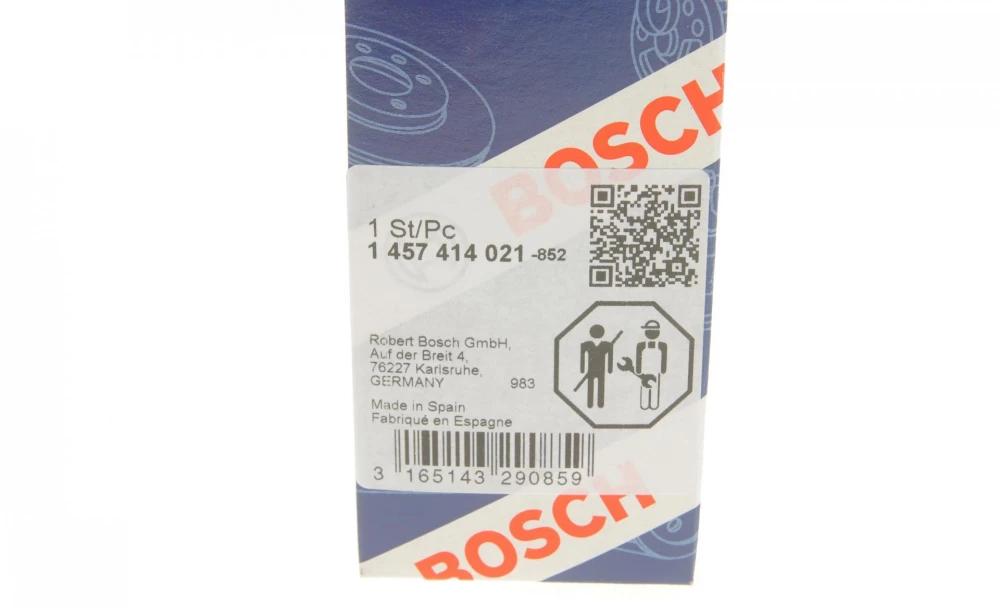 BOSCH
BOSCH
1 St/Pc
1 457 414 021 -852
Robert Bosch GmbH,
Auf der Breit 4,
76227 Karlsruhe,
GERMANY 983
Made in Spain
Fabriqué en Espagne
3 165143 290859
BOSCH